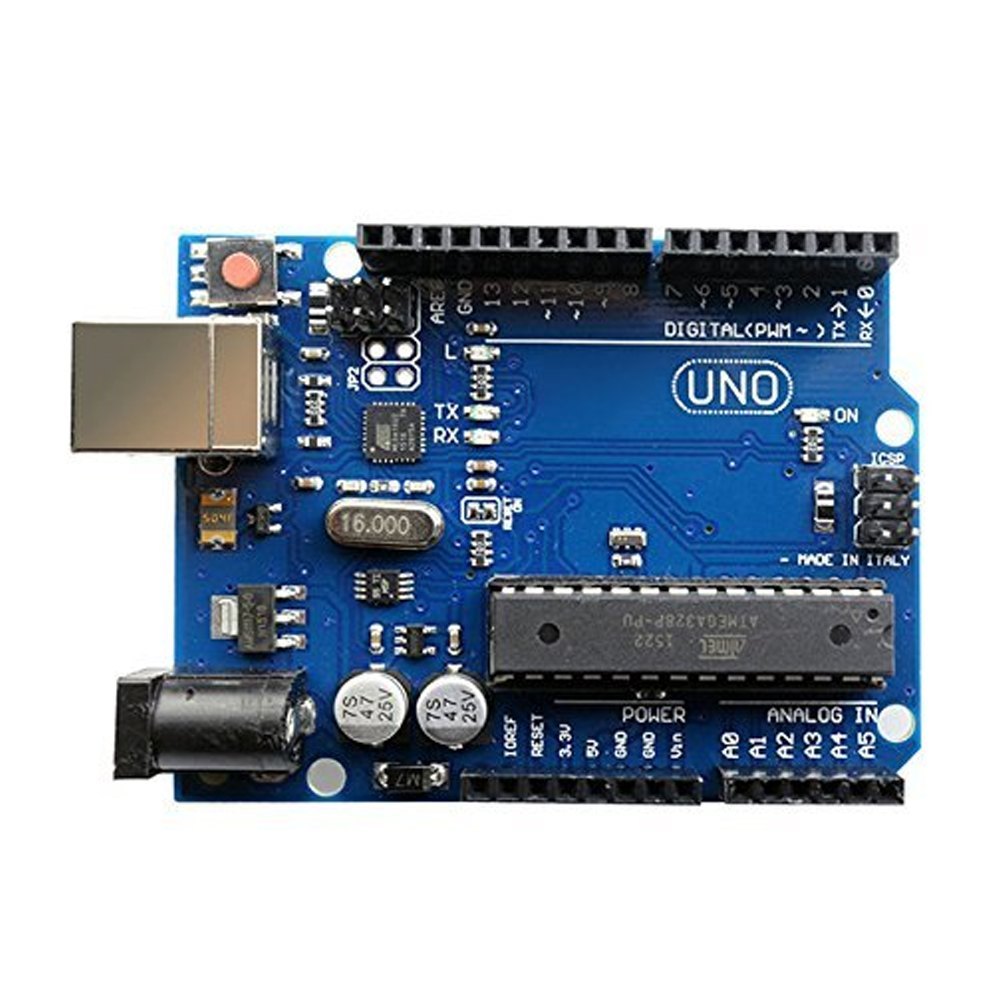 AREF
GND
13
12
~11
~10
~9
8
7
~6
~5
4
~3
2
TX→1
RX←0
DIGITAL(PWM~)
L
JP2
UNO
TX
RX
ON
ICSP
RESET
16.000
- MADE IN ITALY
ATMEL
1522
ATMEGA328P-PU
7S
47
25V
7S
47
25V
M7
POWER
ANALOG IN
IOREF
RESET
3.3V
5V
GND
GND
Vin
A0
A1
A2
A3
A4
A5